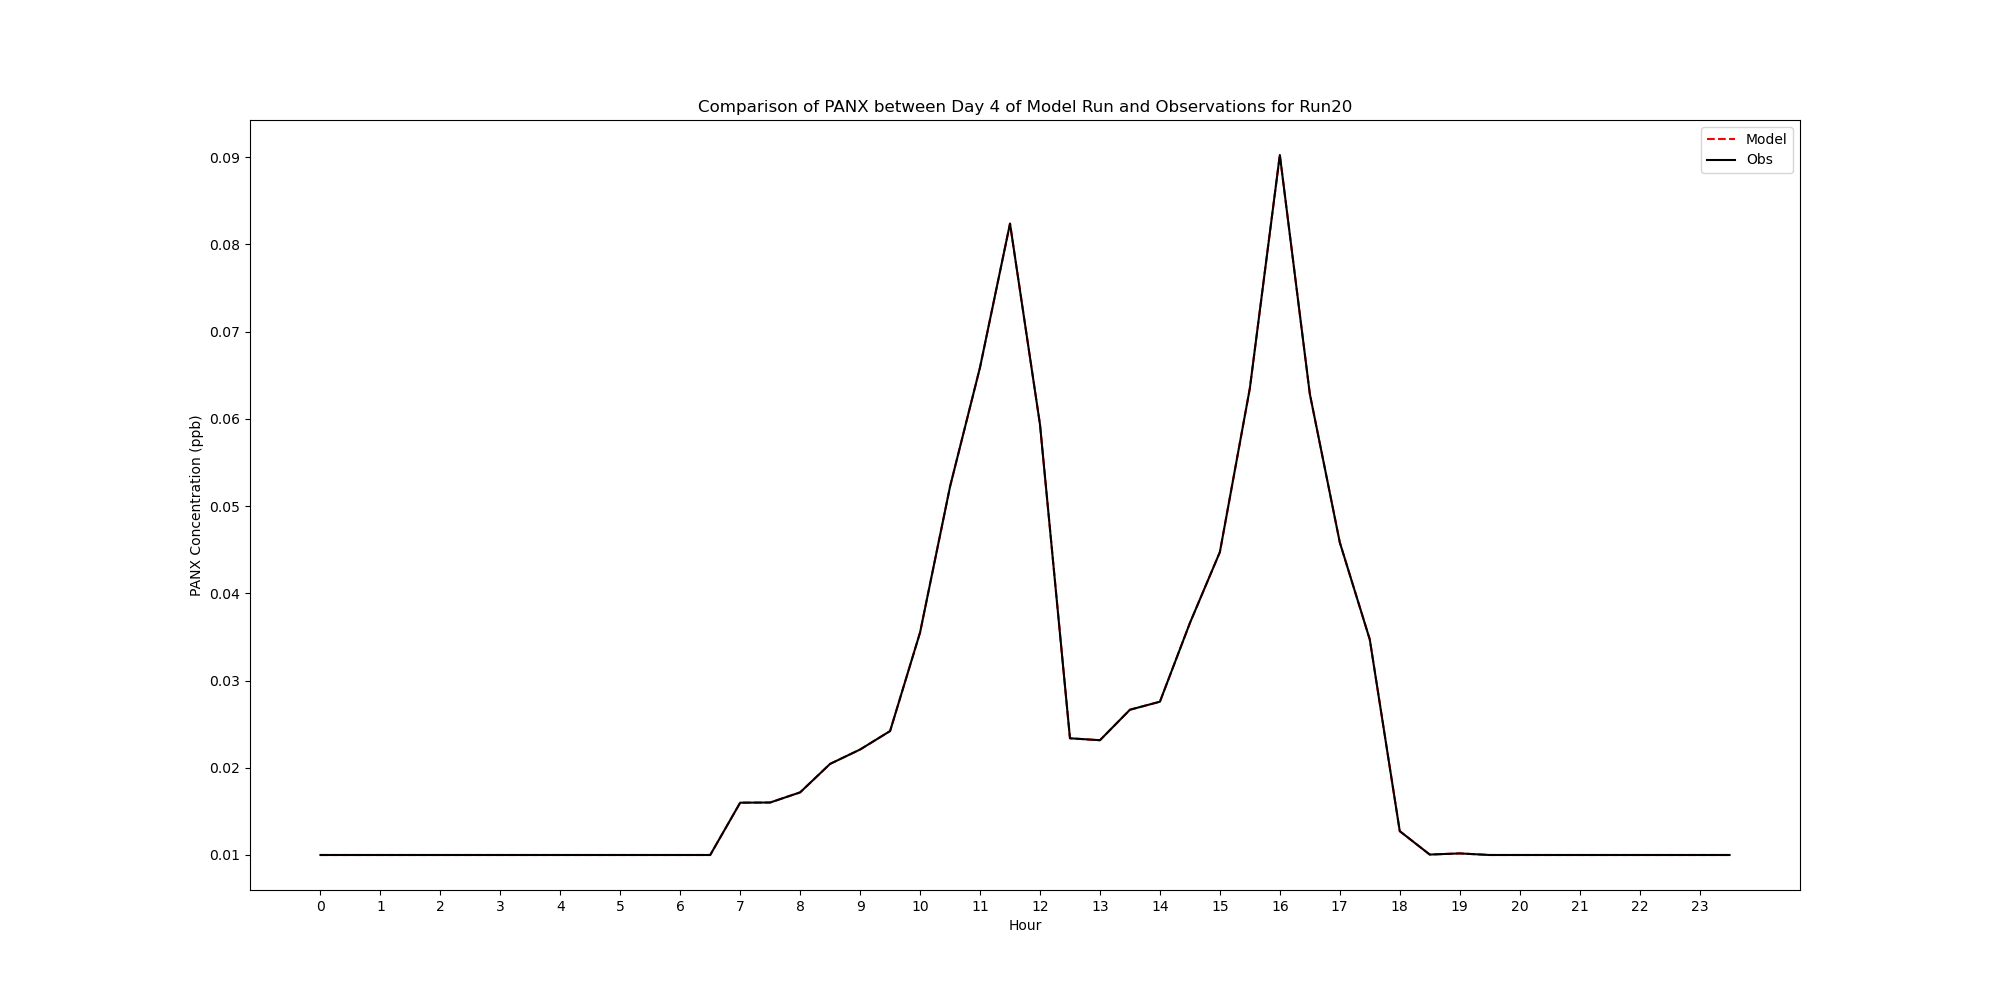 Comparison of PANX between Day 4 of Model Run and Observations for Run20
Model
Obs
0.09
0.08
0.07
0.06
0.05
0.04
0.03
0.02
0.01
PANX Concentration (ppb)
0 1 2 3 4 5 6 7 8 9 10 11 12 13 14 15 16 17 18 19 20 21 22 23
Hour